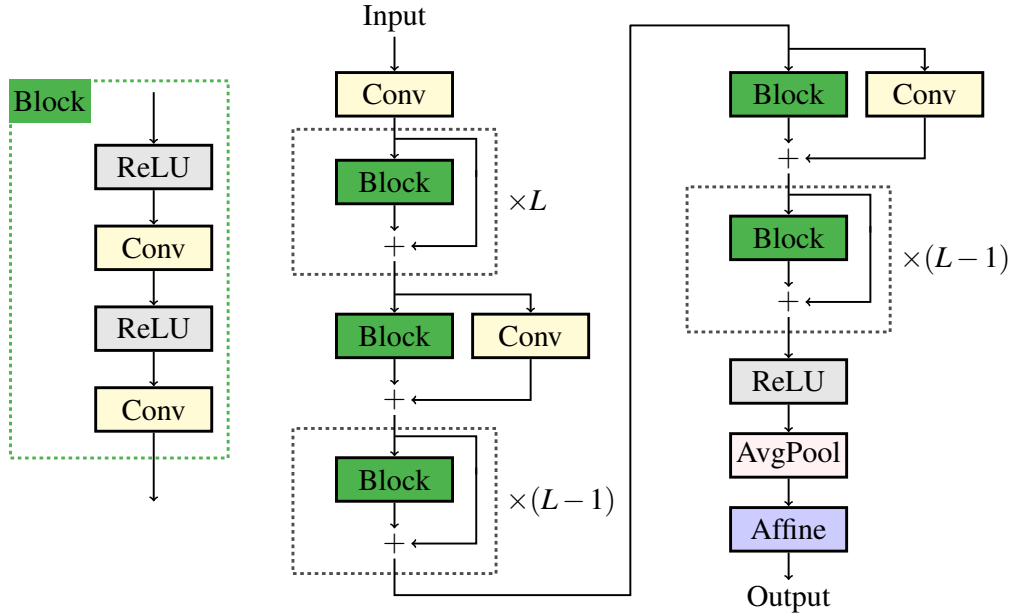 Block
ReLU
Conv
ReLU
Conv
Input
Conv
Block
×L
+
Block
Conv
+
Block
×(L−1)
+
Block
Conv
+
Block
×(L−1)
+
ReLU
AvgPool
Affine
Output